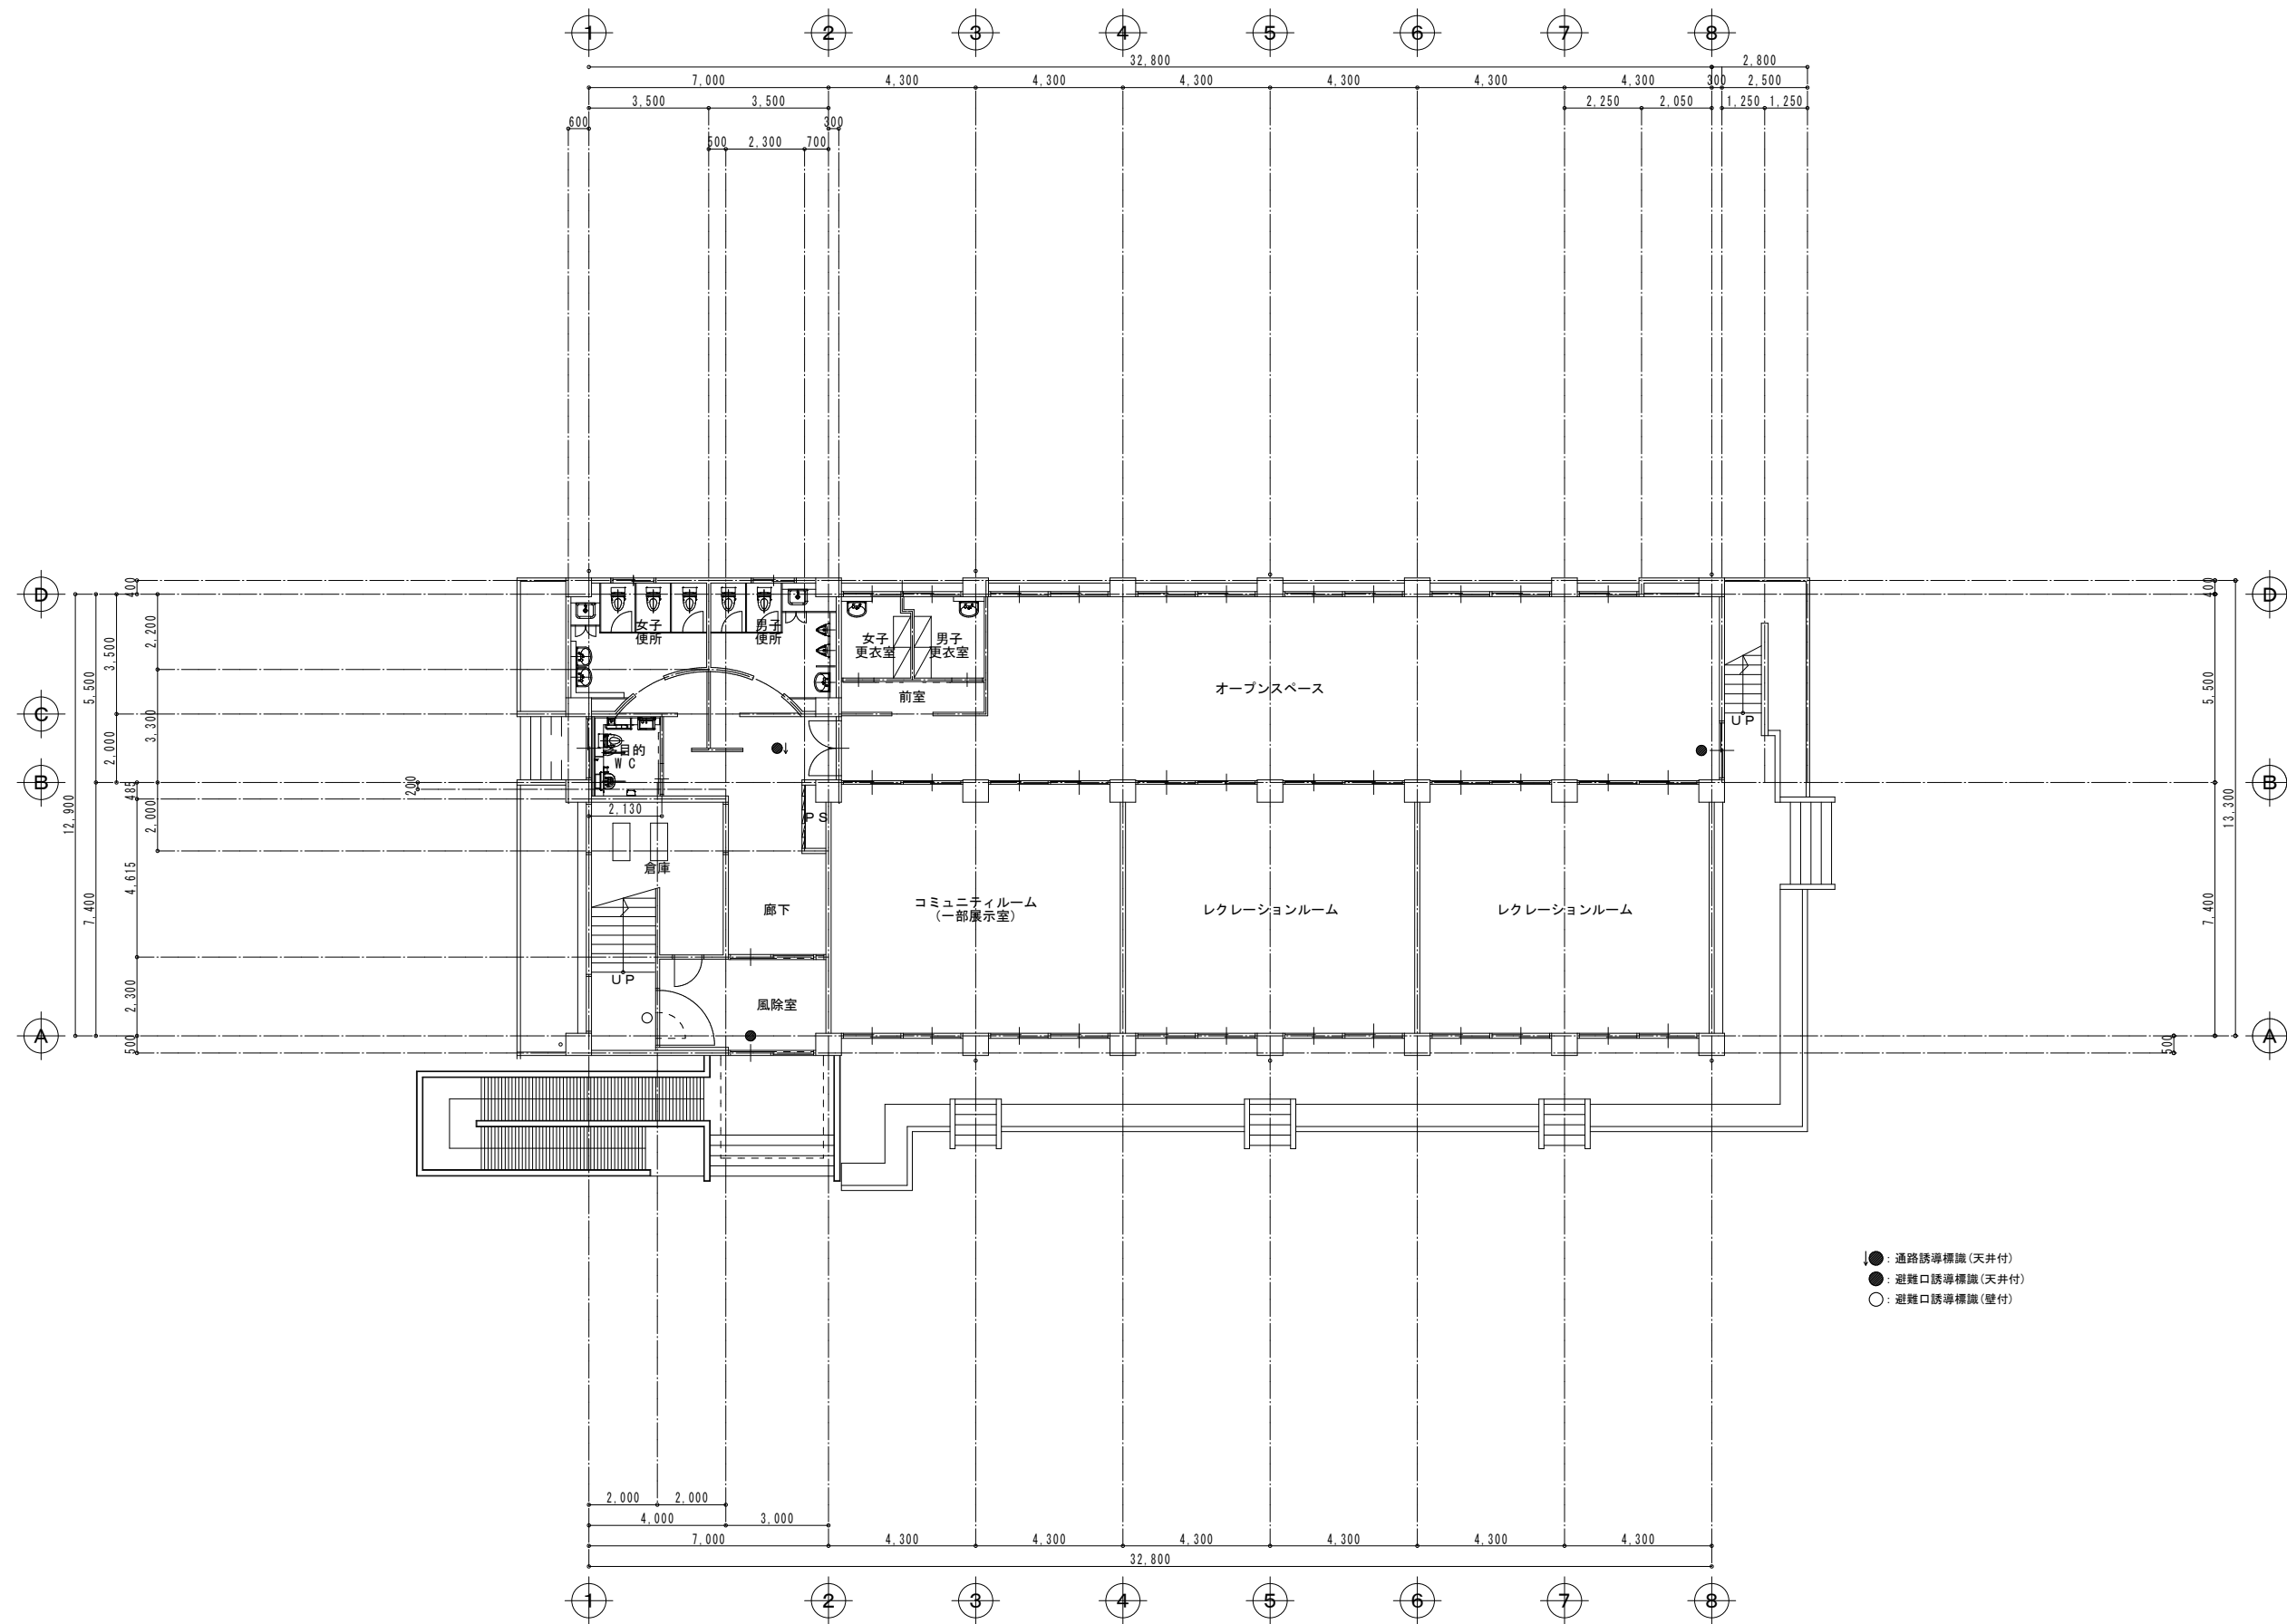 1 2 3 4 5 6 7 8
32,800 2,800
7,000 4,300 4,300 4,300 4,300 4,300 4,300 300 2,500
3,500 3,500 2,250 2,050 1,250 1,250
600 300
500 2,300 700
D
C
B
A
400
2,200
3,500
5,500
3,300
2,000
485
200
2,000
12,900
4,615
7,400
2,300
500
女子
便所
男子
便所
女子
更衣室
男子
更衣室
前室
オープンスペース
UP
目的
WC
2,130
PS
倉庫
廊下
コミュニティルーム
(一部展示室)
レクレーションルーム
レクレーションルーム
UP
風除室
D
B
A
400
5,500
13,300
7,400
500
↓●:通路誘導標識(天井付)
●:避難口誘導標識(天井付)
○:避難口誘導標識(壁付)
2,000 2,000
4,000 3,000
7,000 4,300 4,300 4,300 4,300 4,300 4,300
32,800
1 2 3 4 5 6 7 8